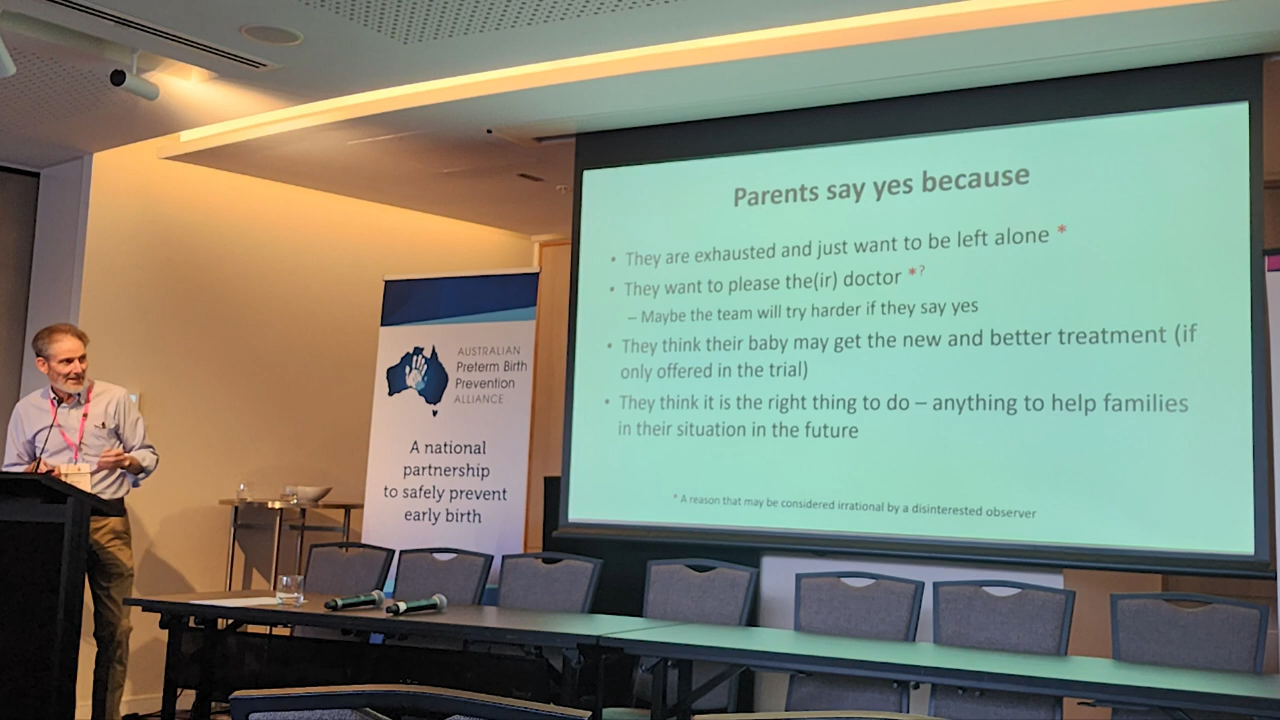 Parents say yes because
• They are exhausted and just want to be left alone *
• They want to please the(ir) doctor *?
– Maybe the team will try harder if they say yes
• They think their baby may get the new and better treatment (if
only offered in the trial)
• They think it is the right thing to do – anything to help families
in their situation in the future
* A reason that may be considered irrational by a disinterested observer
AUSTRALIAN
Preterm Birth
Prevention
ALLIANCE
A national
partnership
to safely prevent
early birth